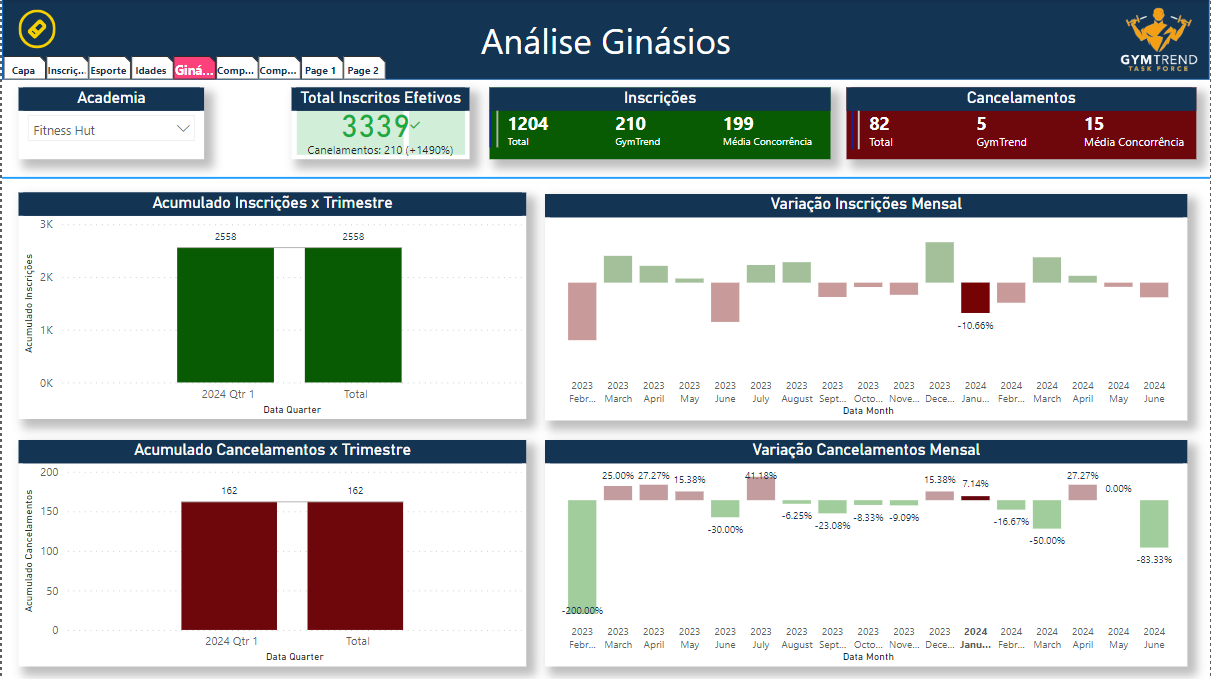 Análise Ginásios
GYMTREND
TASK FORCE
Capa
Inscriç...
Esporte
Idades
Giná...
Comp...
Comp...
Page 1
Page 2
Academia
Fitness Hut
Total Inscritos Efetivos
3339
Canelamentos: 210 (+1490%)
Inscrições
1204 210 199
Total GymTrend Média Concorrência
Cancelamentos
82 5 15
Total GymTrend Média Concorrência
Acumulado Inscrições x Trimestre
Acumulado Inscrições
3K
2K
1K
0K
2558 2558
2024 Qtr 1 Total
Data Quarter
Variação Inscrições Mensal
-10.66%
2023 2023 2023 2023 2023 2023 2023 2023 2023 2023 2023 2024 2024 2024 2024 2024 2024
Febr... March April May June July August Sept... Octo... Nove... Dece... Janu... Febr... March April May June
Data Month
Acumulado Cancelamentos x Trimestre
Acumulado Cancelamentos
200
150
100
50
0
162 162
2024 Qtr 1 Total
Data Quarter
Variação Cancelamentos Mensal
-200.00% 25.00% 27.27% 15.38% -30.00% 41.18% -6.25% -23.08% -8.33% -9.09% 15.38% 7.14% -16.67% -50.00% 27.27% 0.00% -83.33%
2023 2023 2023 2023 2023 2023 2023 2023 2023 2023 2023 2024 2024 2024 2024 2024 2024
Febr... March April May June July August Sept... Octo... Nove... Dece... Janu... Febr... March April May June
Data Month